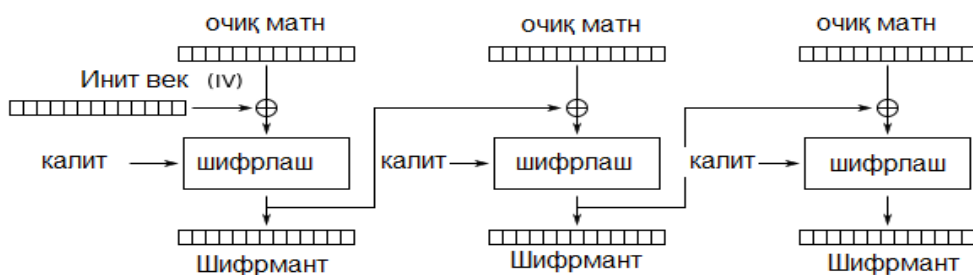 очиқ матн
очиқ матн
очиқ матн
Инит век (IV)
калит
шифрлаш
калит
шифрлаш
калит
шифрлаш
Шифрмант
Шифрмант
Шифрмант